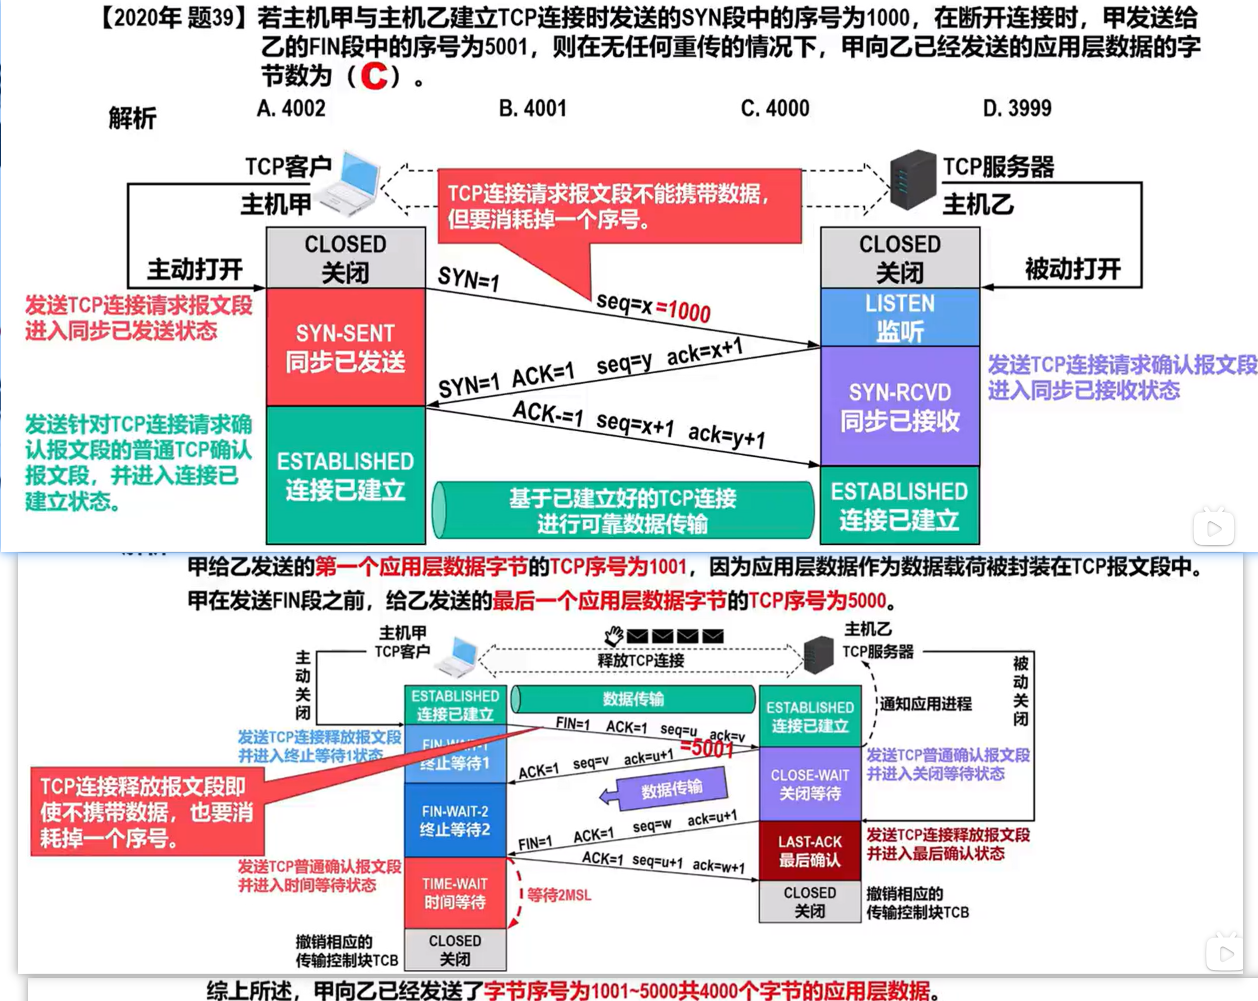 【2020年 题39】若主机甲与主机乙建立TCP连接时发送的SYN段中的序号为1000，在断开连接时，甲发送给
乙的FIN段中的序号为5001，则在无任何重传的情况下，甲向乙已经发送的应用层数据的字
节数为（C）。
A. 4002 B. 4001 C. 4000 D. 3999
解析
TCP客户
主机甲
TCP服务器
主机乙
TCP连接请求报文段不能携带数据，
但要消耗掉一个序号。
CLOSED
关闭
CLOSED
关闭
主动打开
被动打开
SYN=1 seq=x =1000
发送TCP连接请求报文段
进入同步已发送状态
SYN-SENT
同步已发送
LISTEN
监听
SYN=1 ACK=1 seq=y ack=x+1
SYN-RCVD
同步已接收
发送TCP连接请求确认报文段
进入同步已接收状态
ACK-=1 seq=x+1 ack=y+1
发送针对TCP连接请求确
认报文段的普通TCP确认
报文段，并进入连接已
建立状态。
ESTABLISHED
连接已建立
基于已建立好的TCP连接
进行可靠数据传输
ESTABLISHED
连接已建立
甲给乙发送的第一个应用层数据字节的TCP序号为1001，因为应用层数据作为数据载荷被封装在TCP报文段中。
甲在发送FIN段之前，给乙发送的最后一个应用层数据字节的TCP序号为5000。
主机甲
TCP客户
释放TCP连接
主机乙
TCP服务器
主动关闭
被动关闭
ESTABLISHED
连接已建立
数据传输
ESTABLISHED
连接已建立
通知应用进程
FIN=1 ACK=1 seq=u ack=v
=5001
发送TCP连接释放报文段
并进入终止等待1状态
FIN-WAIT-1
终止等待1
ACK=1 seq=v ack=u+1
CLOSE-WAIT
关闭等待
发送TCP普通确认报文段
并进入关闭等待状态
TCP连接释放报文段即
使不携带数据，也要消
耗掉一个序号。
数据传输
FIN-WAIT-2
终止等待2
FIN=1 ACK=1 seq=w ack=u+1
LAST-ACK
最后确认
发送TCP连接释放报文段
并进入最后确认状态
ACK=1 seq=u+1 ack=w+1
发送TCP普通确认报文段
并进入时间等待状态
TIME-WAIT
时间等待
等待2MSL
CLOSED
关闭
撤销相应的
传输控制块TCB
撤销相应的
传输控制块TCB
CLOSED
关闭
综上所述，甲向乙已经发送了字节序号为1001~5000共4000个字节的应用层数据。